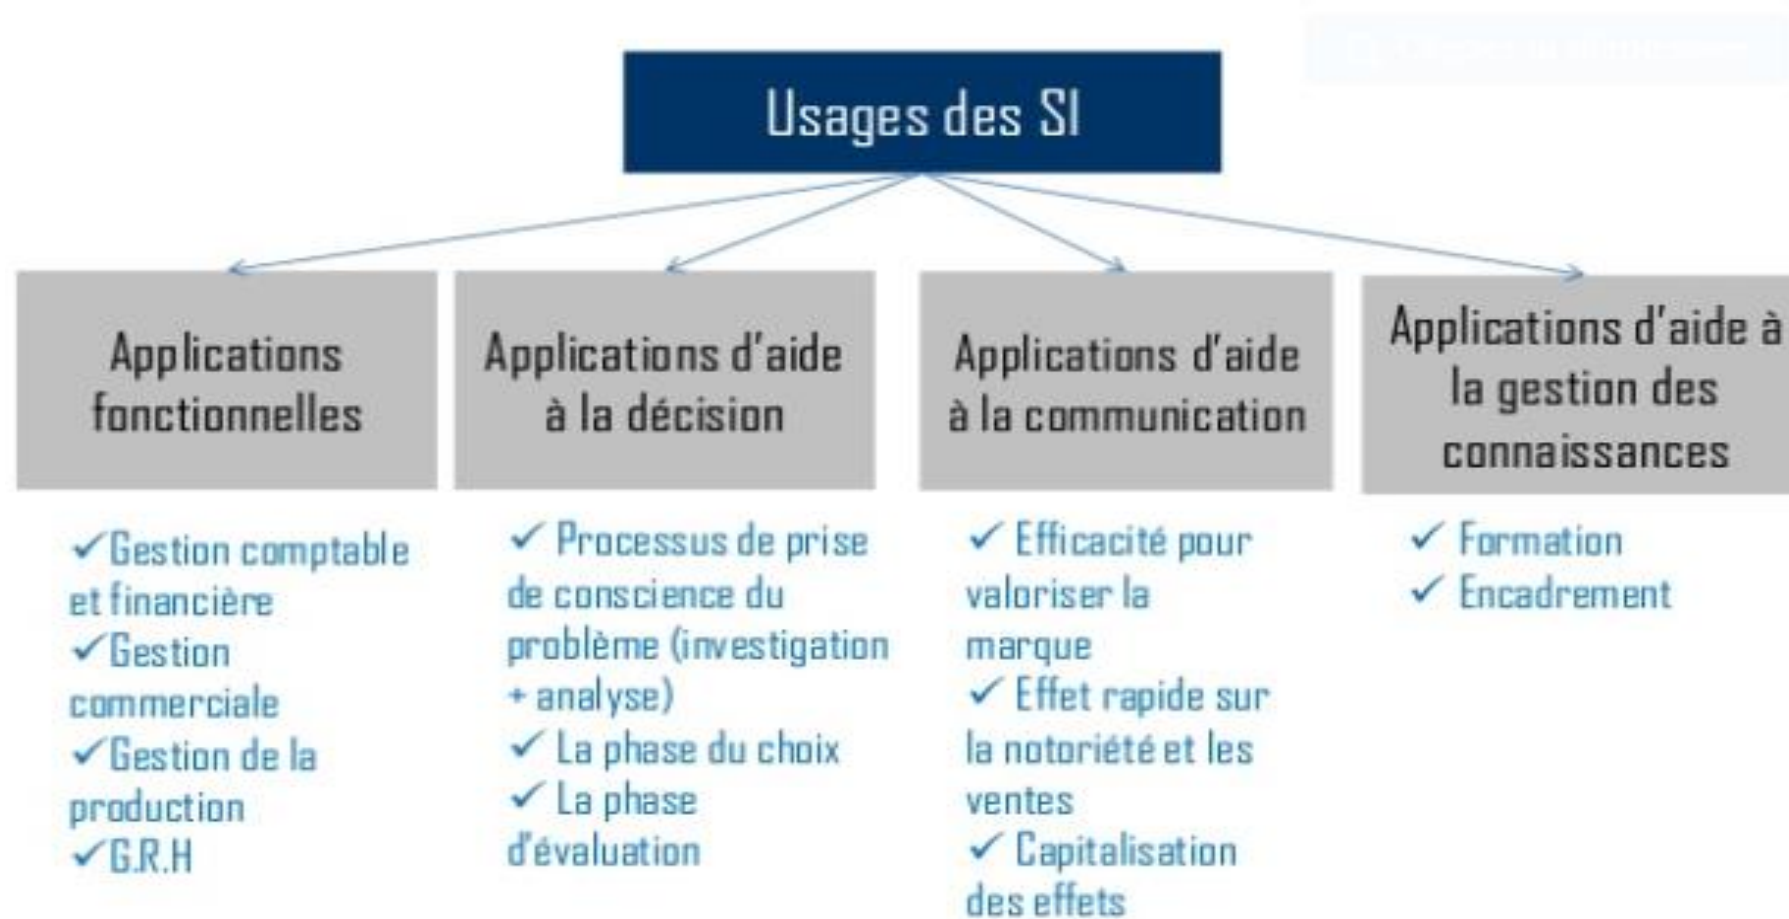 Usages des SI
Applications
fonctionnelles
✓Gestion comptable
et financière
✓Gestion
commerciale
✓Gestion de la
production
✓G.R.H
Applications d'aide
à la décision
✓ Processus de prise
de conscience du
problème (investigation
+ analyse)
✓ La phase du choix
✓ La phase
d'évaluation
Applications d'aide
à la communication
✓ Efficacité pour
valoriser la
marque
✓ Effet rapide sur
la notoriété et les
ventes
✓ Capitalisation
des effets
Applications d'aide à
la gestion des
connaissances
✓ Formation
✓ Encadrement